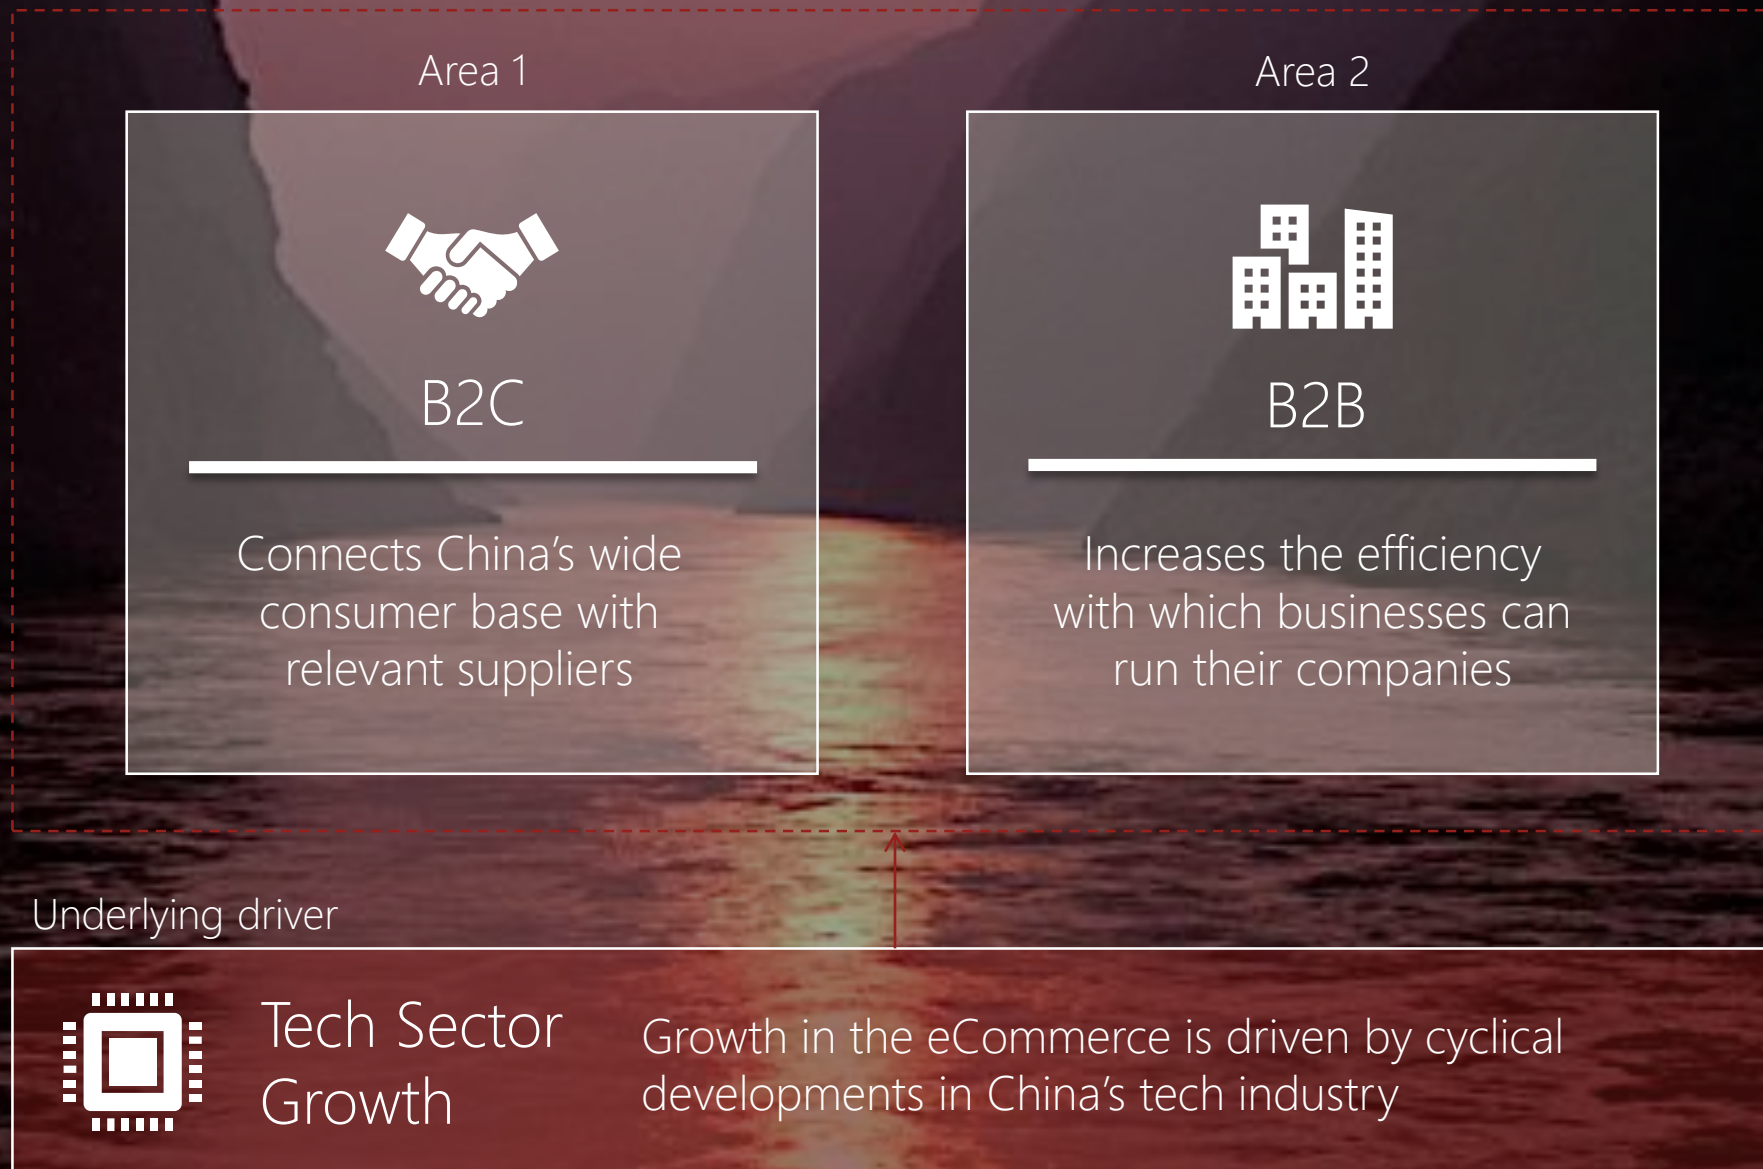 Area 1
Area 2
B2C
B2B
Connects China’s wide
consumer base with
relevant suppliers
Increases the efficiency
with which businesses can
run their companies
Underlying driver
Tech Sector
Growth
Growth in the eCommerce is driven by cyclical
developments in China’s tech industry